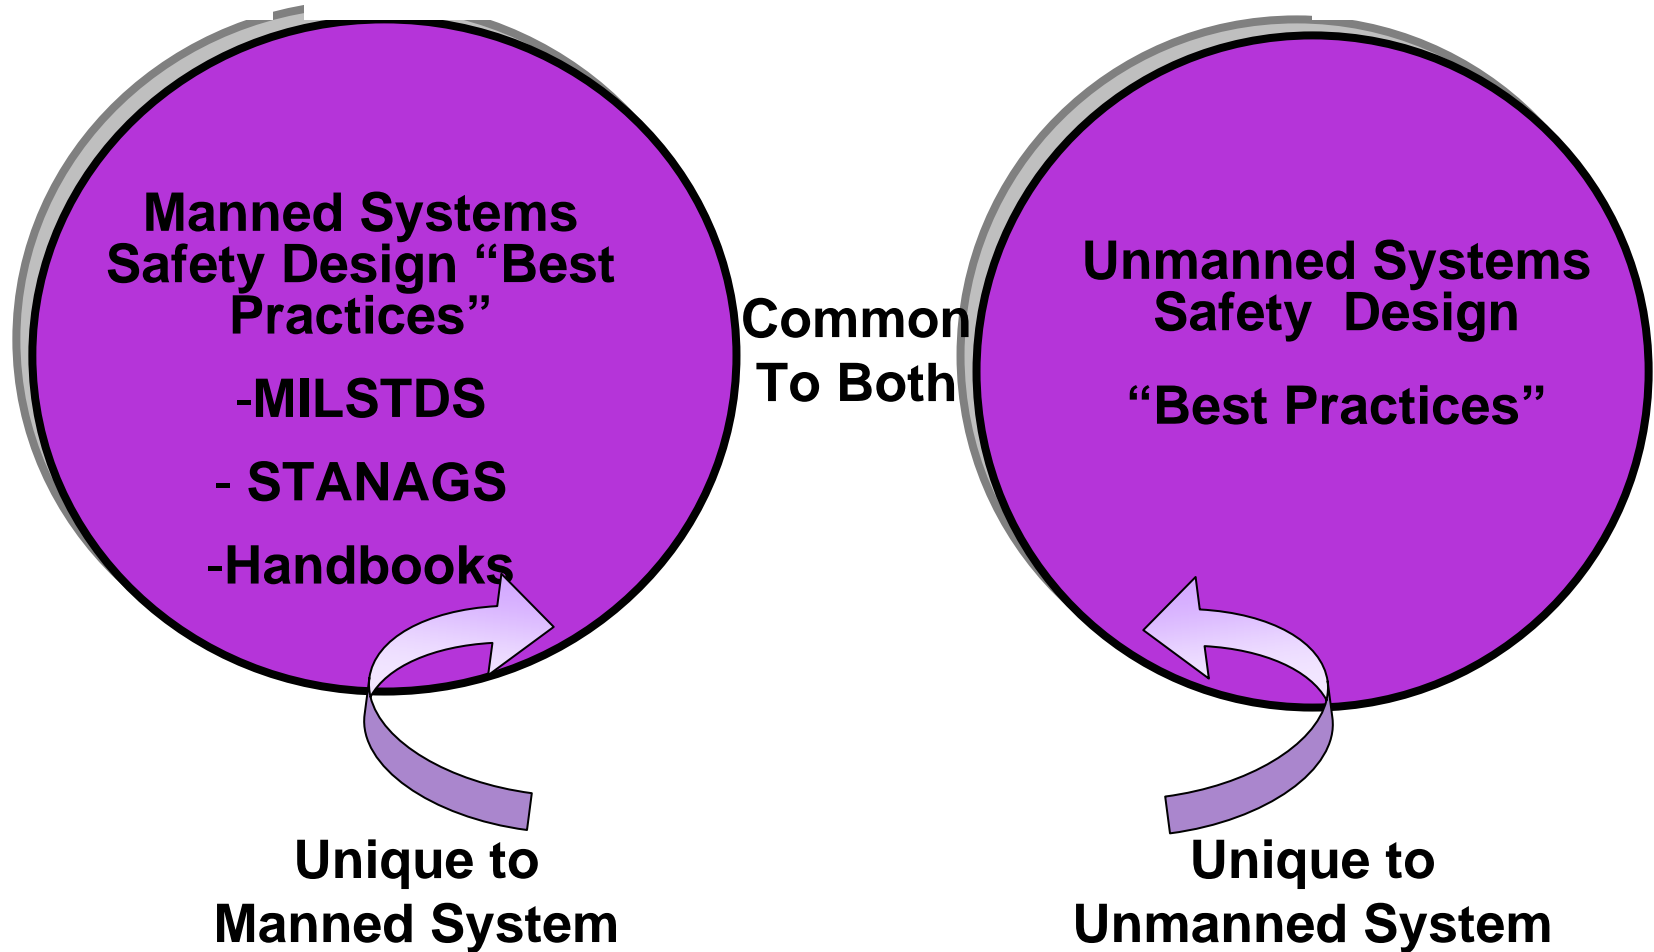 Manned Systems
Safety Design “Best
Practices”
-MILSTDS
- STANAGS
-Handbooks
Common
To Both
Unmanned Systems
Safety  Design
“Best Practices”
Unique to
Manned System
Unique to
Unmanned System